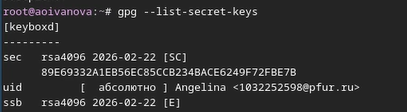 root@aoivanova:~# gpg --list-secret-keys
[keyboxd]
---------
sec   rsa4096 2026-02-22 [SC]
      89E69332A1EB56EC85CCB234BACE6249F72FBE7B
uid         [  абсолютно ] Angelina <1032252598@pfur.ru>
ssb   rsa4096 2026-02-22 [E]